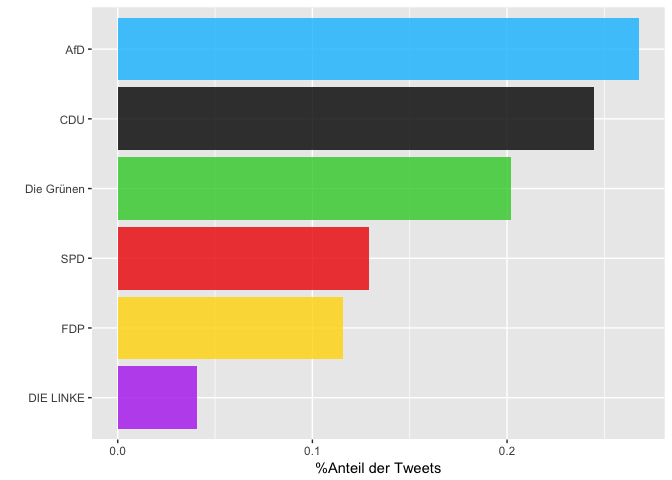 AfD
CDU
Die Grünen
SPD
FDP
DIE LINKE
0.0 0.1 0.2
%Anteil der Tweets